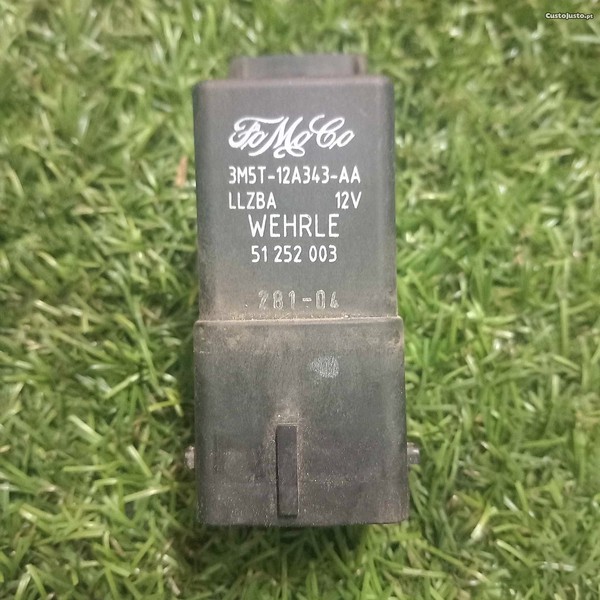 CustoJusto.pt
FoMoCo
3M5T-12A343-AA
LLZBA 12V
WEHRLE
51 252 003
281-04